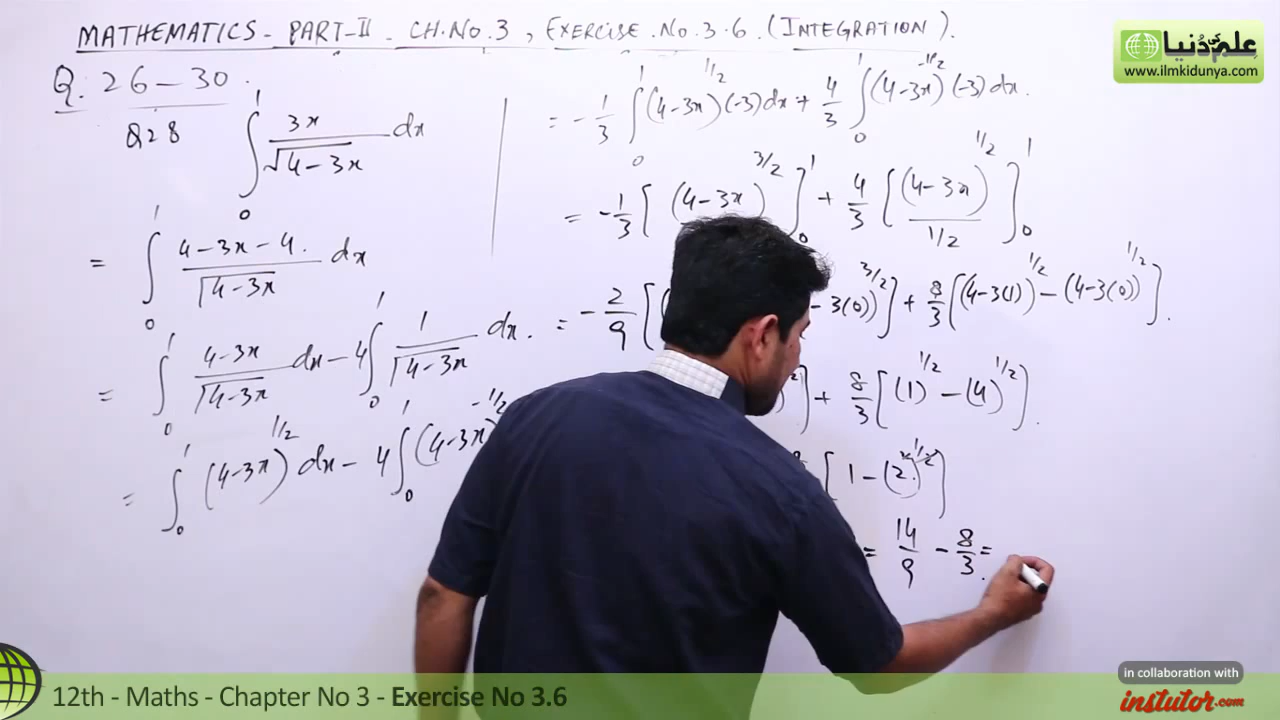 MATHEMATICS - PART-II - CH.No.3, EXERCISE.No.3.6.(INTEGRATION).
علم کی دنیا
www.ilmkidunya.com
Q: 26-30.
Q28 ∫₀¹ 3x/√(4-3x) dx
= ∫₀¹ (4-3x-4.)/√(4-3x) dx
= ∫₀¹ (4-3x)/√(4-3x) dx - 4∫₀¹ 1/√(4-3x) dx.
= ∫₀¹ (4-3x)^(1/2) dx - 4∫₀¹ (4-3x)^(-1/2)
= -1/3 ∫₀¹ (4-3x)^(1/2) (-3)dx + 4/3 ∫₀¹ (4-3x)^(-1/2) (-3)dx.
= -1/3 [(4-3x)^(3/2) ]₀¹ + 4/3 [(4-3x)^(1/2)/(1/2)]₀¹
= -2/9 [( - 3(0))^(3/2)] + 8/3 [(4-3(1))^(1/2) - (4-3(0))^(1/2)].
] + 8/3 [(1)^(1/2) - (4)^(1/2)].
[1 - (2)^(2×1/2)]
= 14/9 - 8/3 =
12th - Maths - Chapter No 3 - Exercise No 3.6
in collaboration with
instutor.com